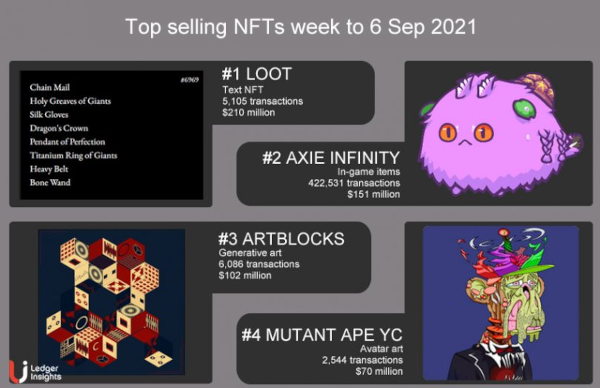 Top selling NFTs week to 6 Sep 2021
#6969
Chain Mail
Holy Greaves of Giants
Silk Gloves
Dragon's Crown
Pendant of Perfection
Titanium Ring of Giants
Heavy Belt
Bone Wand
#1 LOOT
Text NFT
5,105 transactions
$210 million
#2 AXIE INFINITY
In-game items
422,531 transactions
$151 million
#3 ARTBLOCKS
Generative art
6,086 transactions
$102 million
#4 MUTANT APE YC
Avatar art
2,544 transactions
$70 million
Ledger
Insights